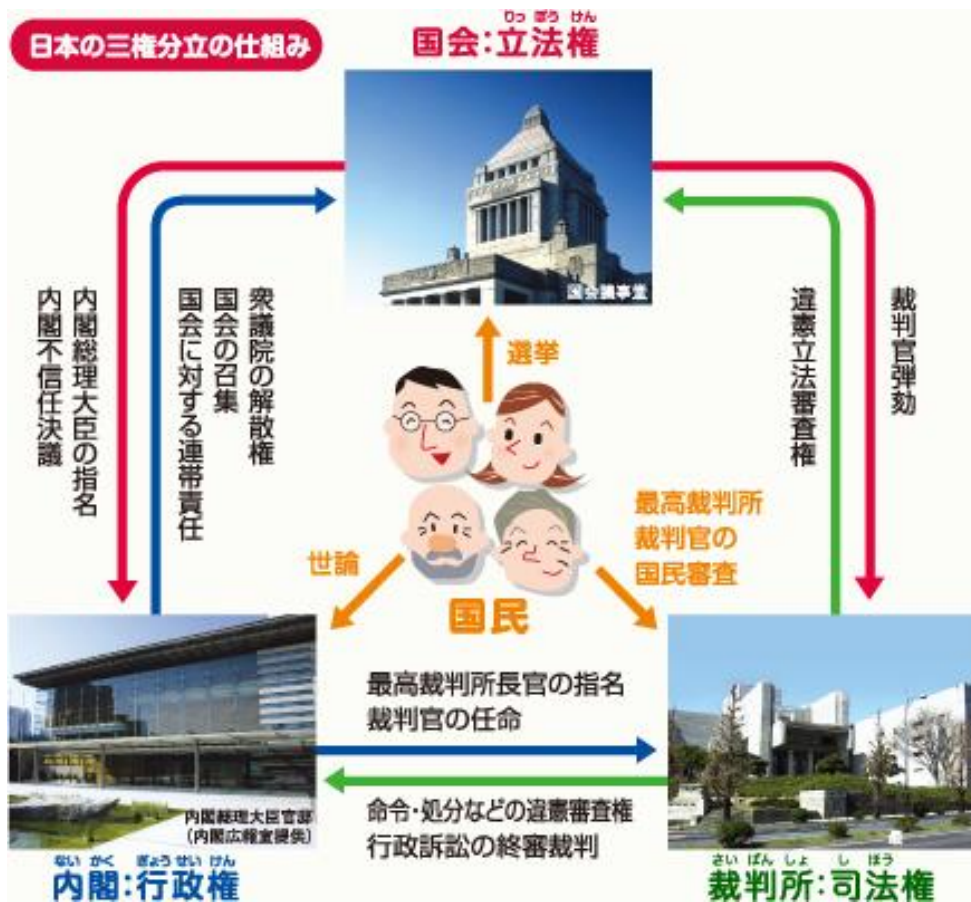 日本の三権分立の仕組み
りっぽうけん
国会:立法権
国会議事堂
内閣総理大臣の指名
内閣不信任決議
衆議院の解散権
国会の召集
国会に対する連帯責任
違憲立法審査権
裁判官弾劾
選挙
世論
最高裁判所
裁判官の
国民審査
国民
最高裁判所長官の指名
裁判官の任命
命令・処分などの違憲審査権
行政訴訟の終審裁判
内閣総理大臣官邸
(内閣広報室提供)
ないかく ぎょうせいけん
内閣:行政権
さいばんしょ しほう
裁判所:司法権